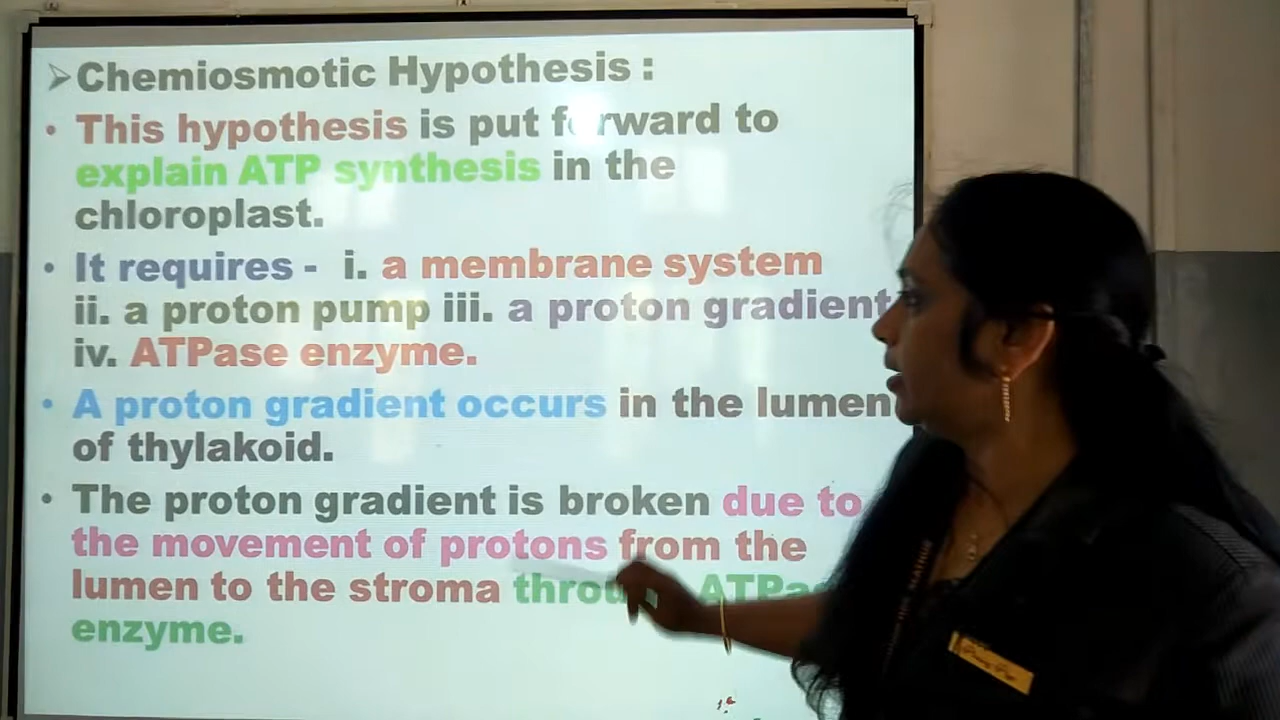 ➢Chemiosmotic Hypothesis :
• This hypothesis is put forward to
explain ATP synthesis in the
chloroplast.
• It requires - i. a membrane system
ii. a proton pump iii. a proton gradient
iv. ATPase enzyme.
• A proton gradient occurs in the lumen
of thylakoid.
• The proton gradient is broken due to
the movement of protons from the
lumen to the stroma through ATPase
enzyme.